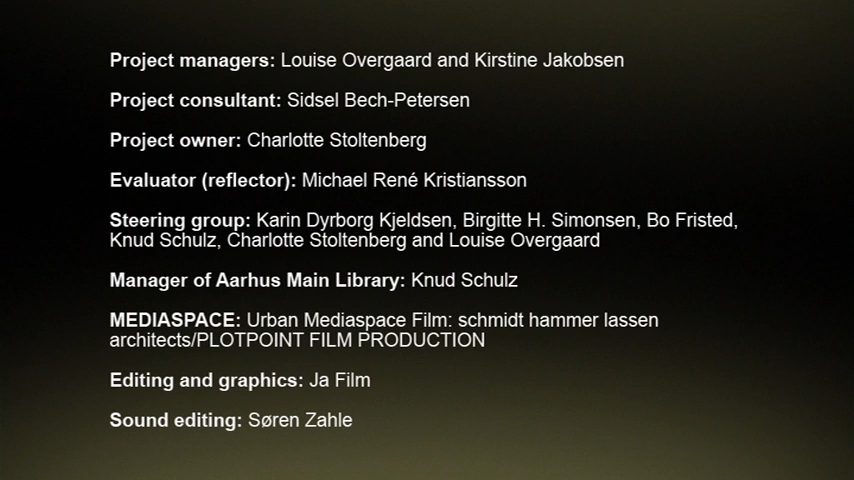 Project managers: Louise Overgaard and Kirstine Jakobsen
Project consultant: Sidsel Bech-Petersen
Project owner: Charlotte Stoltenberg
Evaluator (reflector): Michael René Kristiansson
Steering group: Karin Dyrborg Kjeldsen, Birgitte H. Simonsen, Bo Fristed,
Knud Schulz, Charlotte Stoltenberg and Louise Overgaard
Manager of Aarhus Main Library: Knud Schulz
MEDIASPACE: Urban Mediaspace Film: schmidt hammer lassen
architects/PLOTPOINT FILM PRODUCTION
Editing and graphics: Ja Film
Sound editing: Søren Zahle